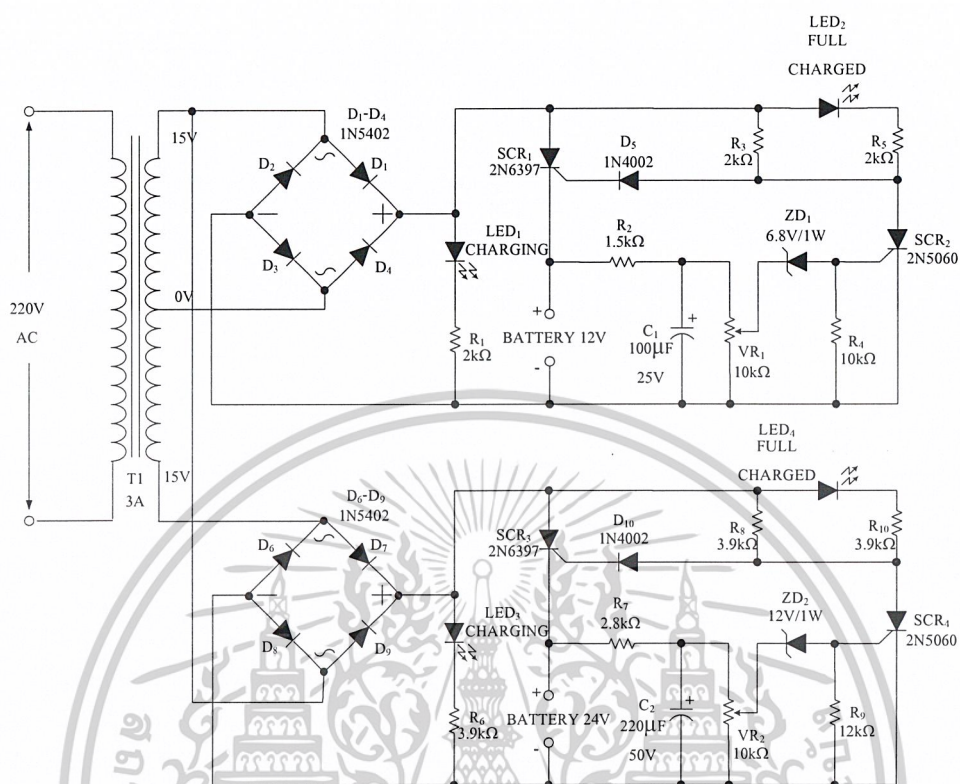 LED₂
FULL
CHARGED
D₁-D₄
1N5402
15V
D₂
D₁
SCR₁
2N6397
D₅
1N4002
R₃
2kΩ
R₅
2kΩ
LED₁
CHARGING
R₂
1.5kΩ
ZD₁
6.8V/1W
SCR₂
2N5060
D₃
D₄
220V
AC
0V
+
BATTERY 12V
-
R₁
2kΩ
C₁
100μF
25V
+
VR₁
10kΩ
R₄
10kΩ
T1
3A
15V
LED₄
FULL
CHARGED
D₆-D₉
1N5402
D₆
D₇
SCR₃
2N6397
D₁₀
1N4002
R₈
3.9kΩ
R₁₀
3.9kΩ
LED₃
CHARGING
R₇
2.8kΩ
ZD₂
12V/1W
SCR₄
2N5060
D₈
D₉
+
BATTERY 24V
-
R₆
3.9kΩ
C₂
220μF
50V
+
VR₂
10kΩ
R₉
12kΩ